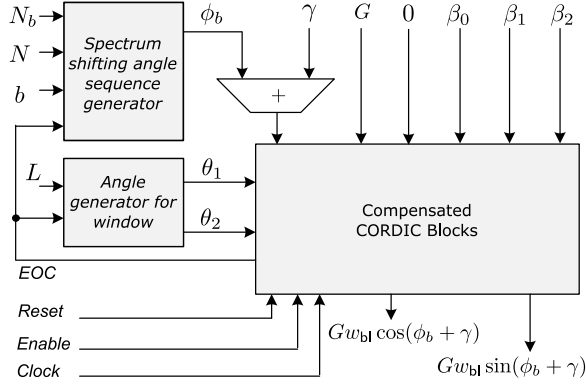 N_b
N
b
Spectrum
shifting angle
sequence
generator
ϕ_b
γ
G
0
β_0
β_1
β_2
+
L
Angle
generator for
window
θ_1
θ_2
Compensated
CORDIC Blocks
EOC
Reset
Enable
Clock
Gw_bl cos(ϕ_b + γ)
Gw_bl sin(ϕ_b + γ)